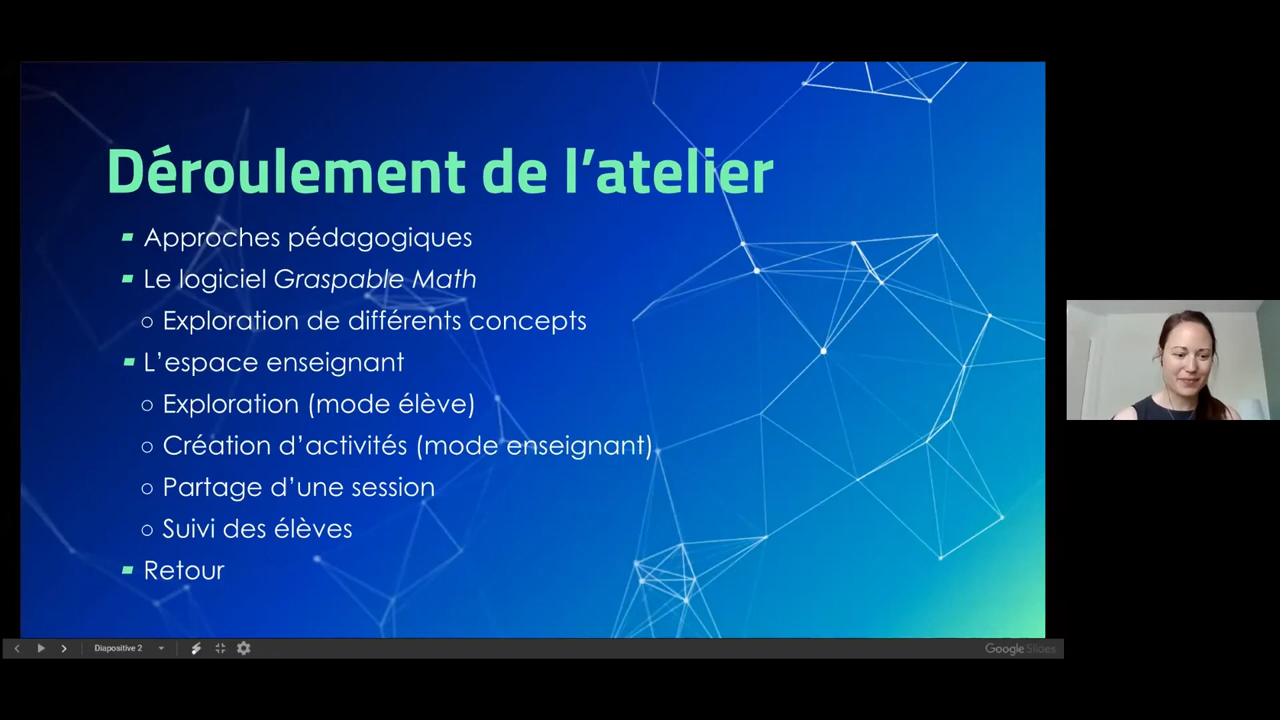 Déroulement de l'atelier
Approches pédagogiques
Le logiciel Graspable Math
Exploration de différents concepts
L'espace enseignant
Exploration (mode élève)
Création d'activités (mode enseignant)
Partage d'une session
Suivi des élèves
Retour
Diapositive 2
Google Slides